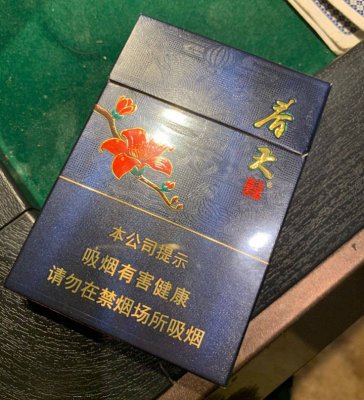 春天
本公司提示
吸烟有害健康
请勿在禁烟场所吸烟